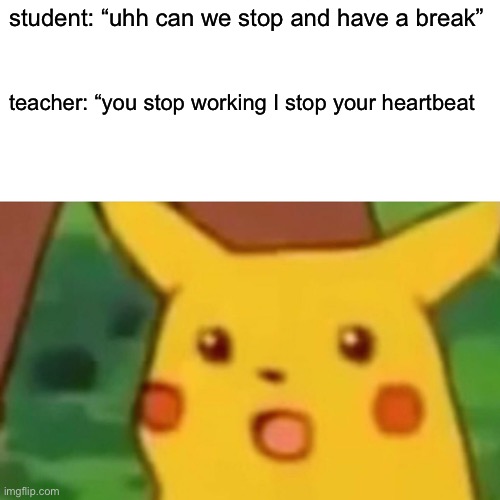 student: “uhh can we stop and have a break”
teacher: “you stop working I stop your heartbeat
imgflip.com